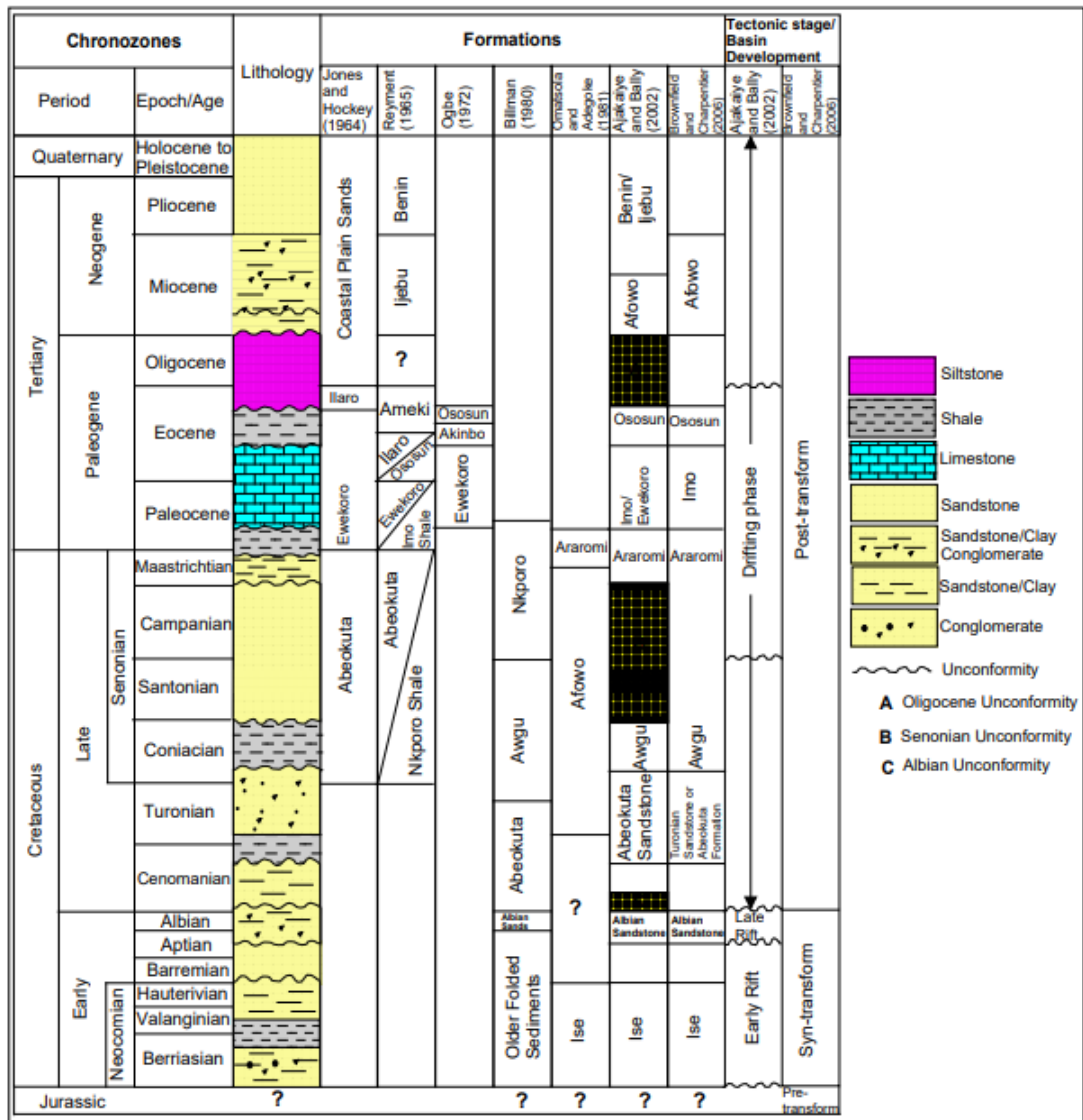 Chronozones
Lithology
Formations
Tectonic stage/
Basin
Development
Period
Epoch/Age
Jones
and
Hockey
(1964)
Reyment
(1965)
Ogbe
(1972)
Billman
(1980)
Omatsola
and
Adegoke
(1981)
Ajakaiye
and Bally
(2002)
Brownfield
and
Charpentier
(2006)
Ajakaiye
and Bally
(2002)
Brownfield
and
Charpentier
(2006)
Quaternary
Holocene to
Pleistocene
Tertiary
Neogene
Pliocene
Miocene
Paleogene
Oligocene
Eocene
Paleocene
Cretaceous
Late
Senonian
Maastrichtian
Campanian
Santonian
Coniacian
Turonian
Cenomanian
Early
Albian
Aptian
Barremian
Neocomian
Hauterivian
Valanginian
Berriasian
Jurassic
?
Coastal Plain Sands
Ilaro
Ewekoro
Abeokuta
Benin
Ijebu
?
Ameki
Ilaro
Ososun
Ewekoro
Imo
Shale
Abeokuta
Nkporo Shale
Ososun
Akinbo
Ewekoro
Nkporo
Awgu
Abeokuta
Albian
Sands
Older Folded
Sediments
?
Araromi
Afowo
?
Ise
?
Benin/
Ijebu
Afowo
Ososun
Imo/
Ewekoro
Araromi
Awgu
Abeokuta
Sandstone
Albian
Sandstone
Ise
?
Afowo
Ososun
Imo
Araromi
Awgu
Turonian
Sandstone or
Abeokuta
Formation
Albian
Sandstone
Ise
?
Drifting phase
Late
Rift
Early Rift
Post-transform
Syn-transform
Pre-
transform
Siltstone
Shale
Limestone
Sandstone
Sandstone/Clay
Conglomerate
Sandstone/Clay
Conglomerate
Unconformity
A Oligocene Unconformity
B Senonian Unconformity
C Albian Unconformity